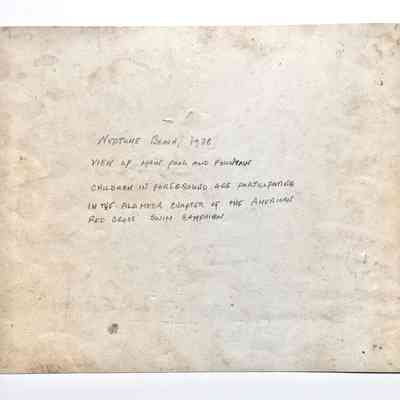 NEPTUNE BEACH, 1928
VIEW OF MAIN POOL AND FOUNTAIN
CHILDREN IN FOREGROUND ARE PARTICIPATING
IN THE ALAMEDA CHAPTER OF THE AMERICAN
RED CROSS SWIM CAMPAIGN